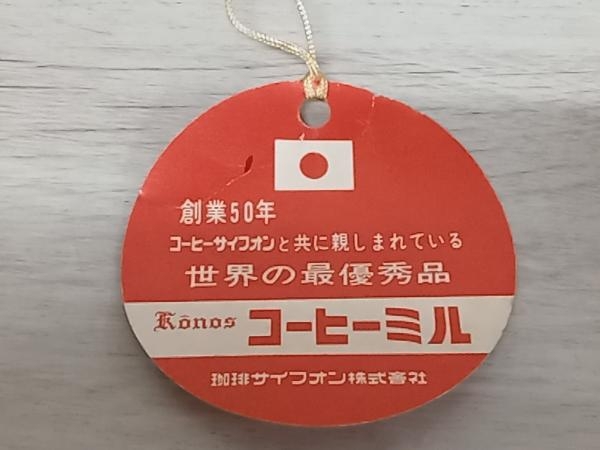 創業50年
コーヒーサイフオンと共に親しまれている
世界の最優秀品
Kônos コーヒーミル
珈琲サイフオン株式會社